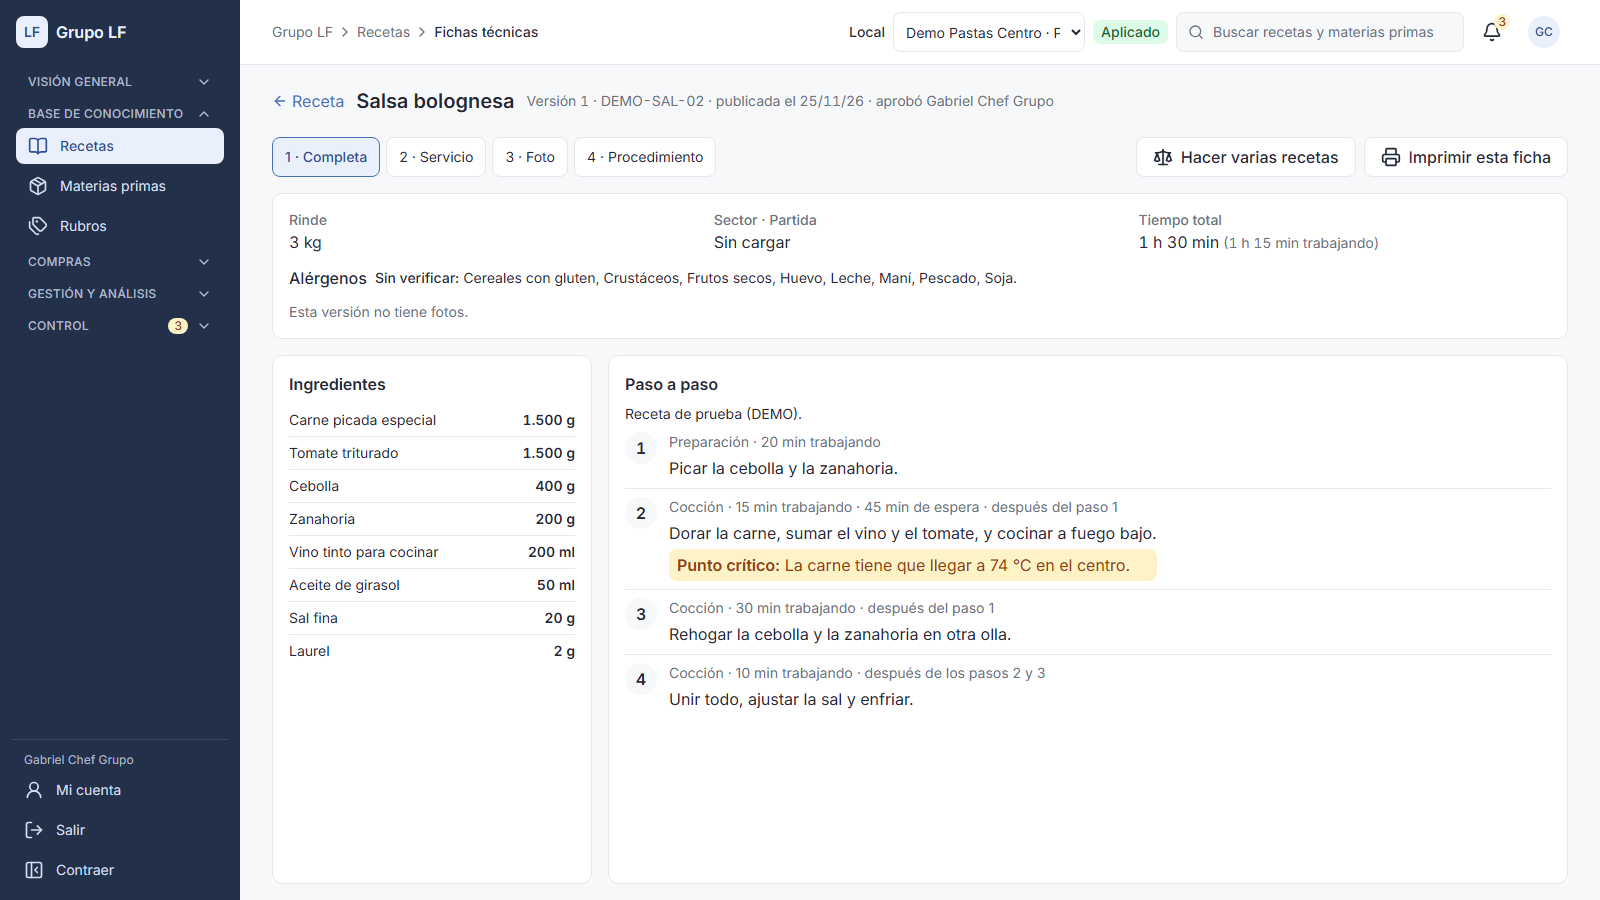 LF Grupo LF
VISIÓN GENERAL
BASE DE CONOCIMIENTO
Recetas
Materias primas
Rubros
COMPRAS
GESTIÓN Y ANÁLISIS
CONTROL 3
Gabriel Chef Grupo
Mi cuenta
Salir
Contraer
Grupo LF Recetas Fichas técnicas
Local Demo Pastas Centro · F Aplicado Buscar recetas y materias primas 3 GC
Receta Salsa bolognesa Versión 1 · DEMO-SAL-02 · publicada el 25/11/26 · aprobó Gabriel Chef Grupo
1 · Completa 2 · Servicio 3 · Foto 4 · Procedimiento Hacer varias recetas Imprimir esta ficha
Rinde
3 kg
Sector · Partida
Sin cargar
Tiempo total
1 h 30 min (1 h 15 min trabajando)
Alérgenos Sin verificar: Cereales con gluten, Crustáceos, Frutos secos, Huevo, Leche, Maní, Pescado, Soja.
Esta versión no tiene fotos.
Ingredientes
Carne picada especial 1.500 g
Tomate triturado 1.500 g
Cebolla 400 g
Zanahoria 200 g
Vino tinto para cocinar 200 ml
Aceite de girasol 50 ml
Sal fina 20 g
Laurel 2 g
Paso a paso
Receta de prueba (DEMO).
1 Preparación · 20 min trabajando
Picar la cebolla y la zanahoria.
2 Cocción · 15 min trabajando · 45 min de espera · después del paso 1
Dorar la carne, sumar el vino y el tomate, y cocinar a fuego bajo.
Punto crítico: La carne tiene que llegar a 74 °C en el centro.
3 Cocción · 30 min trabajando · después del paso 1
Rehogar la cebolla y la zanahoria en otra olla.
4 Cocción · 10 min trabajando · después de los pasos 2 y 3
Unir todo, ajustar la sal y enfriar.